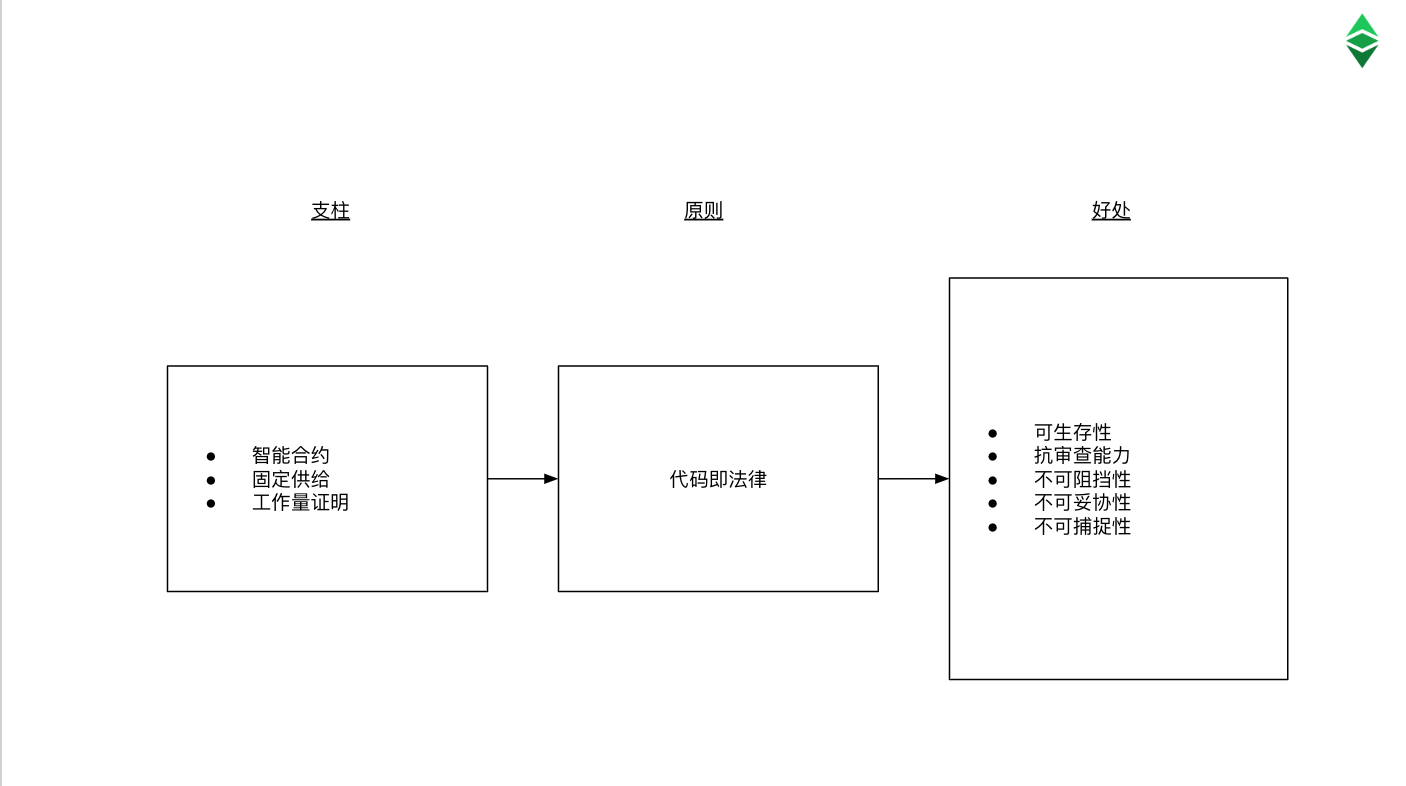 支柱
原则
好处
智能合约
固定供给
工作量证明
代码即法律
可生存性
抗审查能力
不可阻挡性
不可妥协性
不可捕捉性